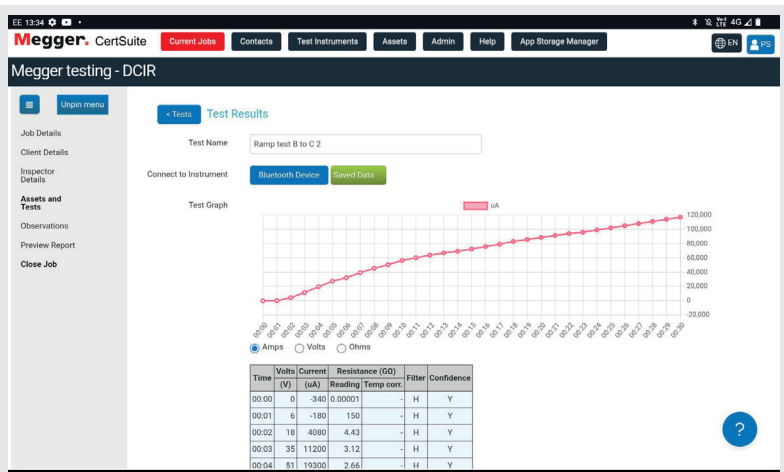 EE 13:34
4G
Megger. CertSuite Current Jobs Contacts Test Instruments Assets Admin Help App Storage Manager EN PS
Megger testing - DCIR
Unpin menu
Job Details
Client Details
Inspector
Details
Assets and
Tests
Observations
Preview Report
Close Job
< Tests Test Results
Test Name Ramp test B to C 2
Connect to Instrument Bluetooth Device Saved Data
Test Graph uA
120,000
100,000
80,000
60,000
40,000
20,000
0
-20,000
00:00 00:01 00:02 00:03 00:04 00:05 00:06 00:07 00:08 00:09 00:10 00:11 00:12 00:13 00:14 00:15 00:16 00:17 00:18 00:19 00:20 00:21 00:22 00:23 00:24 00:25 00:26 00:27 00:28 00:29 00:30
Amps Volts Ohms
Time Volts Current Resistance (GΩ) Filter Confidence
(V) (uA) Reading Temp corr.
00:00 0 -340 0.00001 - H Y
00:01 6 -180 150 - H Y
00:02 18 4080 4.43 - H Y
00:03 35 11200 3.12 - H Y
00:04 51 19300 2.66 - H Y
?